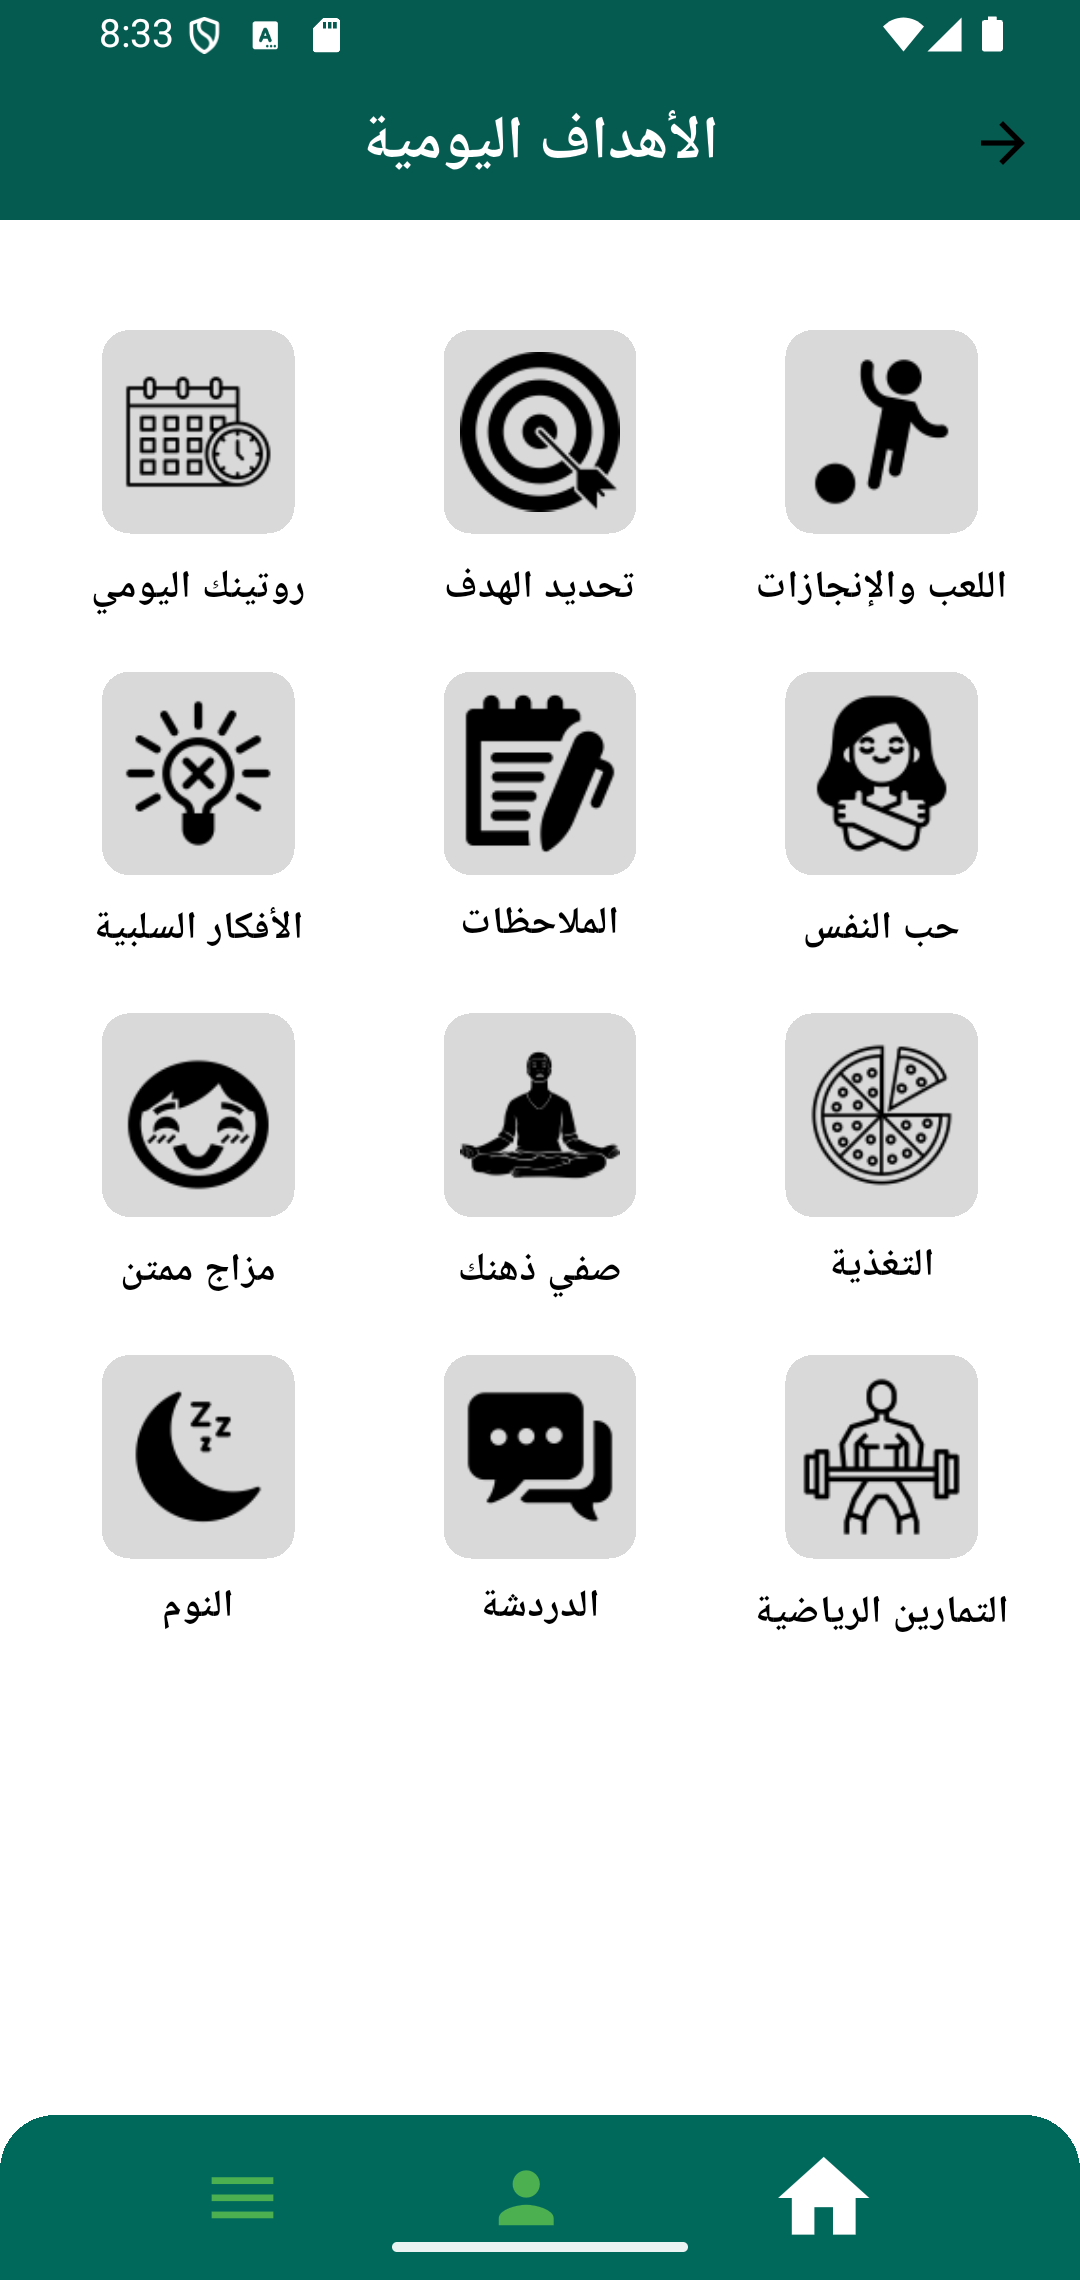 8:33
الأهداف اليومية
اللعب والإنجازات
تحديد الهدف
روتينك اليومي
حب النفس
الملاحظات
الأفكار السلبية
التغذية
صفي ذهنك
مزاج ممتن
التمارين الرياضية
الدردشة
النوم